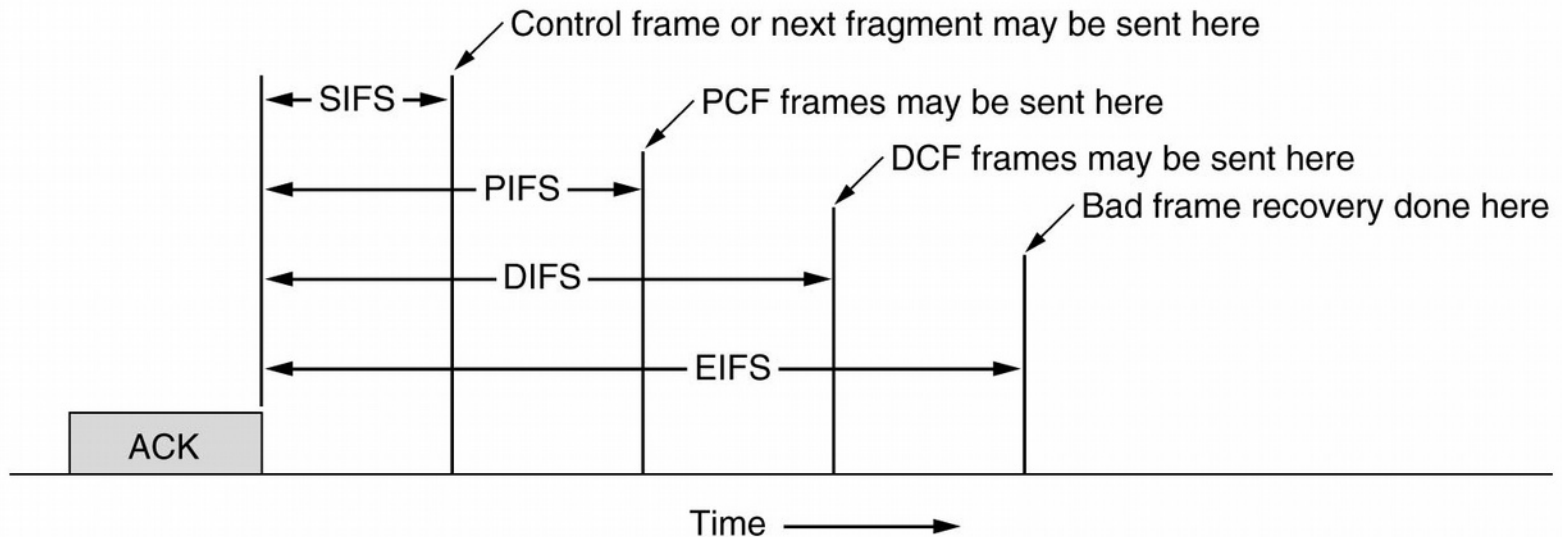 Control frame or next fragment may be sent here
SIFS
PCF frames may be sent here
PIFS
DCF frames may be sent here
Bad frame recovery done here
DIFS
EIFS
ACK
Time